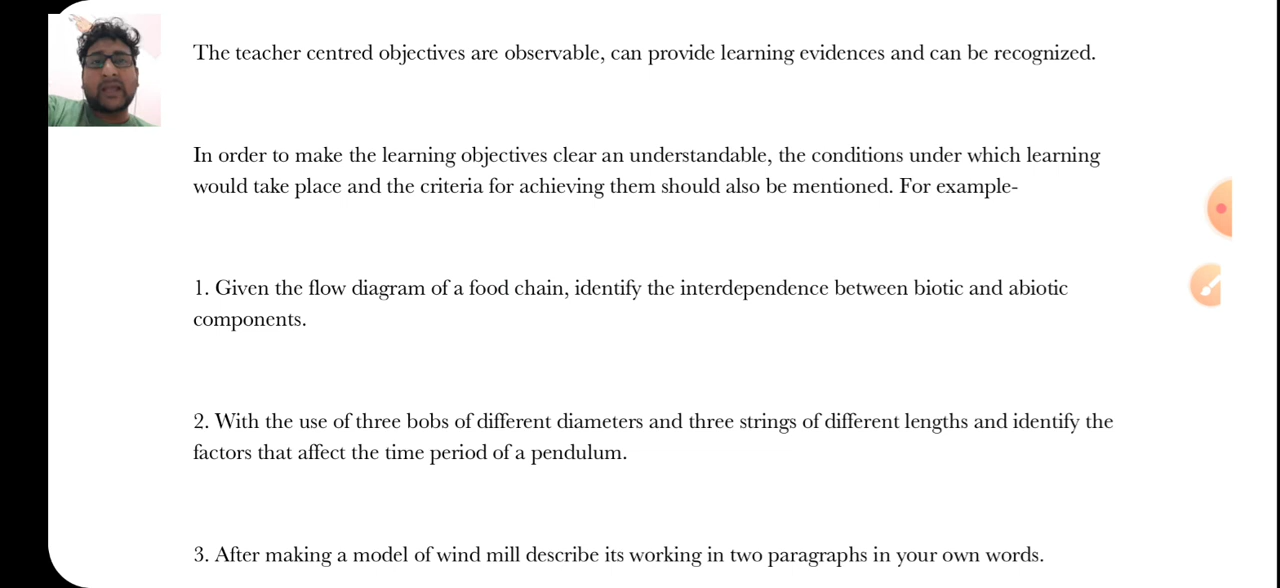 The teacher centred objectives are observable, can provide learning evidences and can be recognized.
In order to make the learning objectives clear an understandable, the conditions under which learning
would take place and the criteria for achieving them should also be mentioned. For example-
1. Given the flow diagram of a food chain, identify the interdependence between biotic and abiotic
components.
2. With the use of three bobs of different diameters and three strings of different lengths and identify the
factors that affect the time period of a pendulum.
3. After making a model of wind mill describe its working in two paragraphs in your own words.